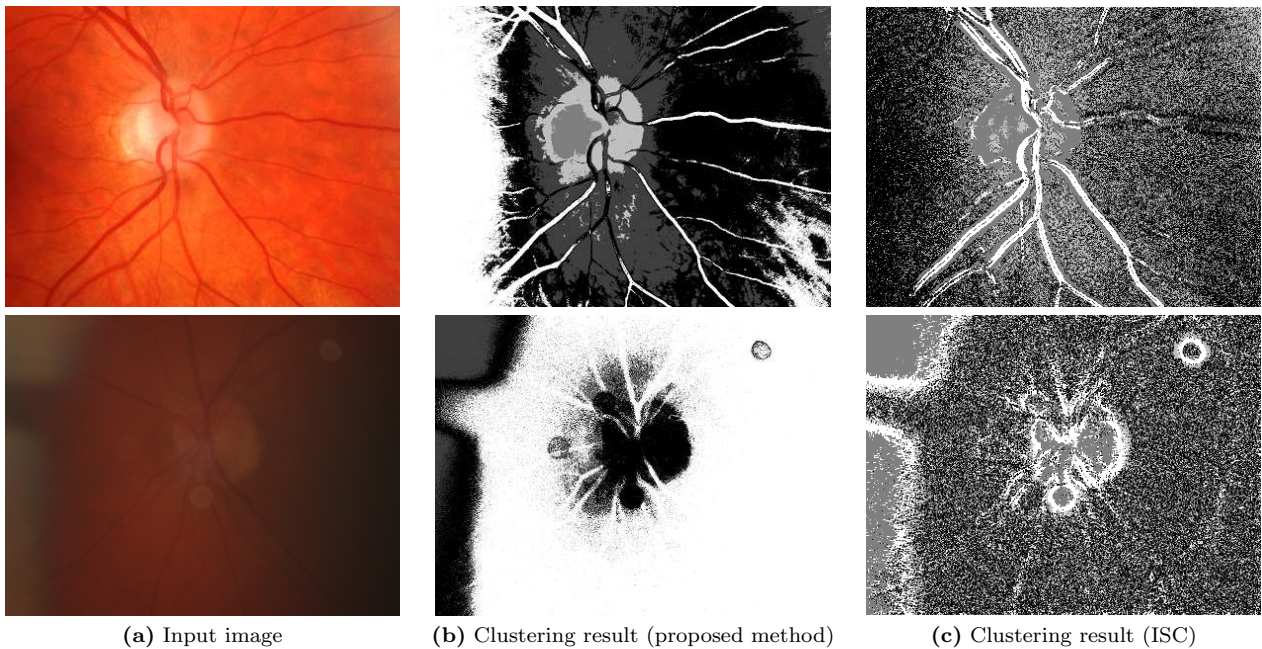 (a) Input image
(b) Clustering result (proposed method)
(c) Clustering result (ISC)